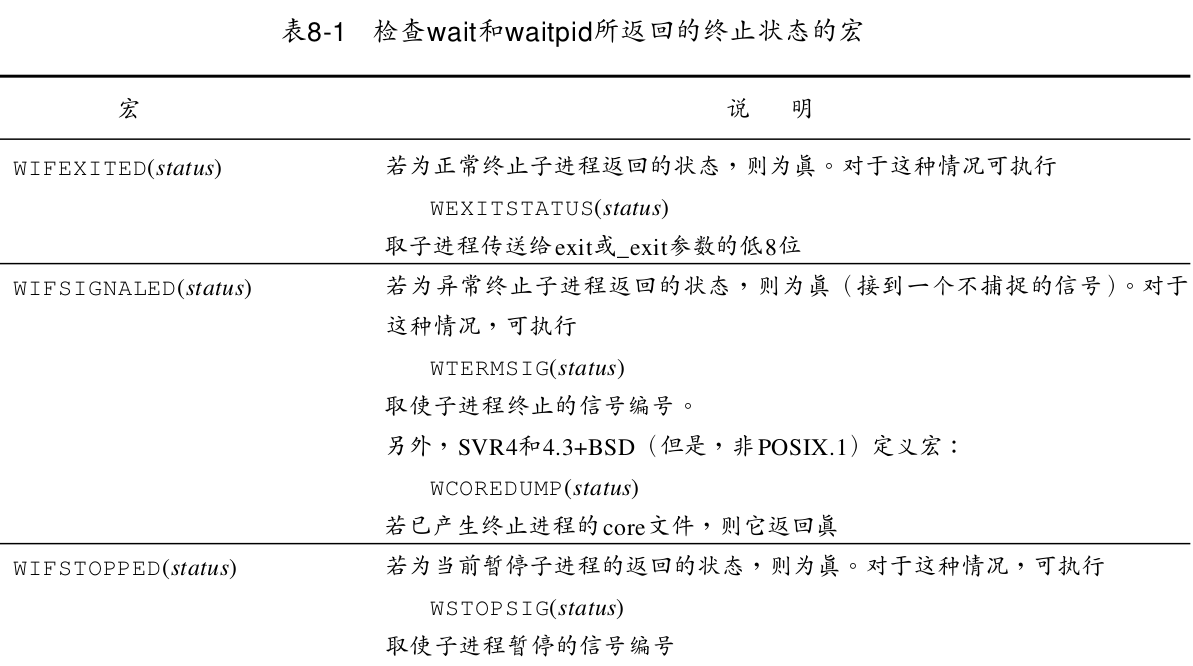 表8-1 检查wait和waitpid所返回的终止状态的宏
宏 说 明
WIFEXITED(status) 若为正常终止子进程返回的状态，则为真。对于这种情况可执行
WEXITSTATUS(status)
取子进程传送给exit或_exit参数的低8位
WIFSIGNALED(status) 若为异常终止子进程返回的状态，则为真（接到一个不捕捉的信号）。对于
这种情况，可执行
WTERMSIG(status)
取使子进程终止的信号编号。
另外，SVR4和4.3+BSD（但是，非POSIX.1）定义宏：
WCOREDUMP(status)
若已产生终止进程的core文件，则它返回真
WIFSTOPPED(status) 若为当前暂停子进程的返回的状态，则为真。对于这种情况，可执行
WSTOPSIG(status)
取使子进程暂停的信号编号